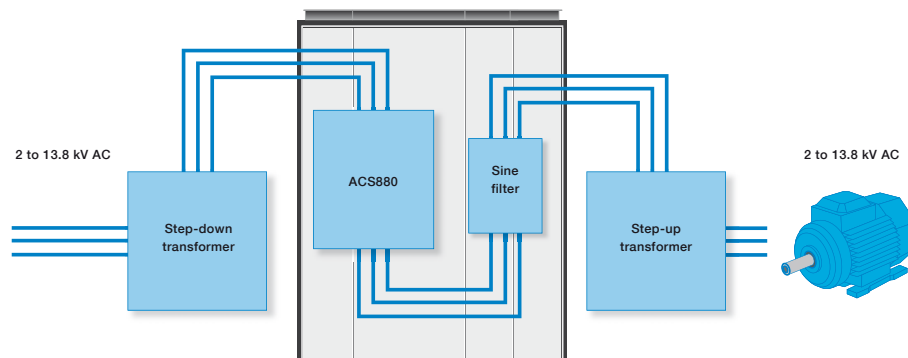 2 to 13.8 kV AC
Step-down
transformer
ACS880
Sine
filter
Step-up
transformer
2 to 13.8 kV AC